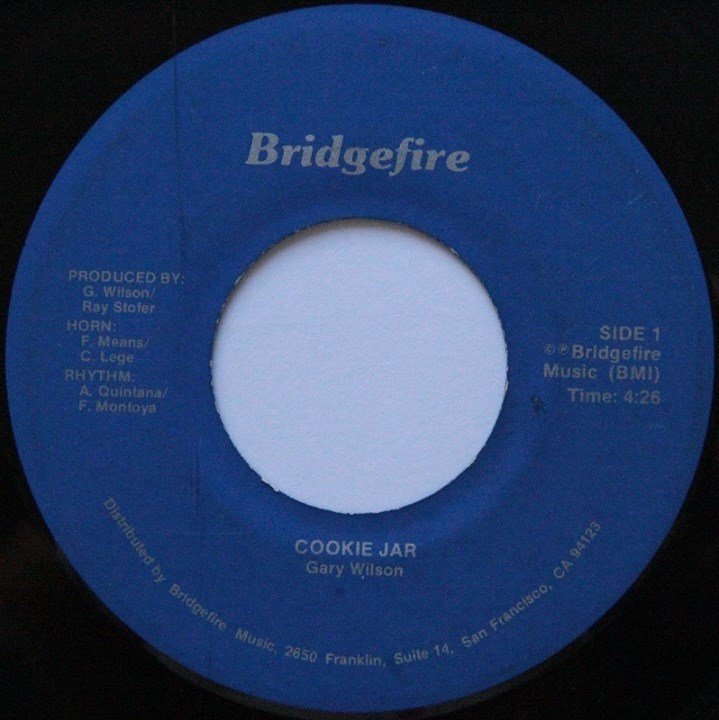 Bridgefire
PRODUCED BY:
G. Wilson/
Ray Stofer
HORN:
F. Means/
C. Lege
RHYTHM:
A. Quintana/
F. Montoya
SIDE 1
©℗Bridgefire
Music (BMI)
Time: 4:26
COOKIE JAR
Gary Wilson
Distributed by Bridgefire Music, 2650 Franklin, Suite 14, San Francisco, CA 94123